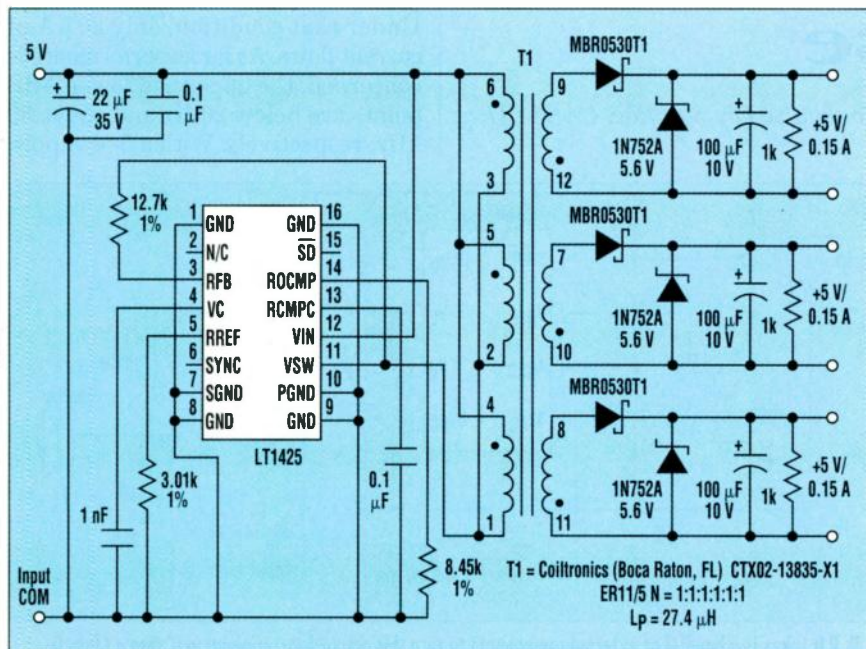 e
5 V
+
22 μF
35 V
0.1
μF
12.7k
1%
1 GND
2 N/C
3 RFB
4 VC
5 RREF
6 SYNC
7 SGND
8 GND
GND 16
SD 15
ROCMP 14
RCMPC 13
VIN 12
VSW 11
PGND 10
GND 9
LT1425
3.01k
1%
1 nF
0.1
μF
8.45k
1%
Input
COM
T1
6
3
5
2
4
1
9
12
7
10
8
11
MBR0530T1
1N752A
5.6 V
+
100 μF
10 V
1k
+5 V/
0.15 A
MBR0530T1
1N752A
5.6 V
+
100 μF
10 V
1k
+5 V/
0.15 A
MBR0530T1
1N752A
5.6 V
+
100 μF
10 V
1k
+5 V/
0.15 A
T1 = Coiltronics (Boca Raton, FL) CTX02-13835-X1
ER11/5 N = 1:1:1:1:1:1
Lp = 27.4 μH